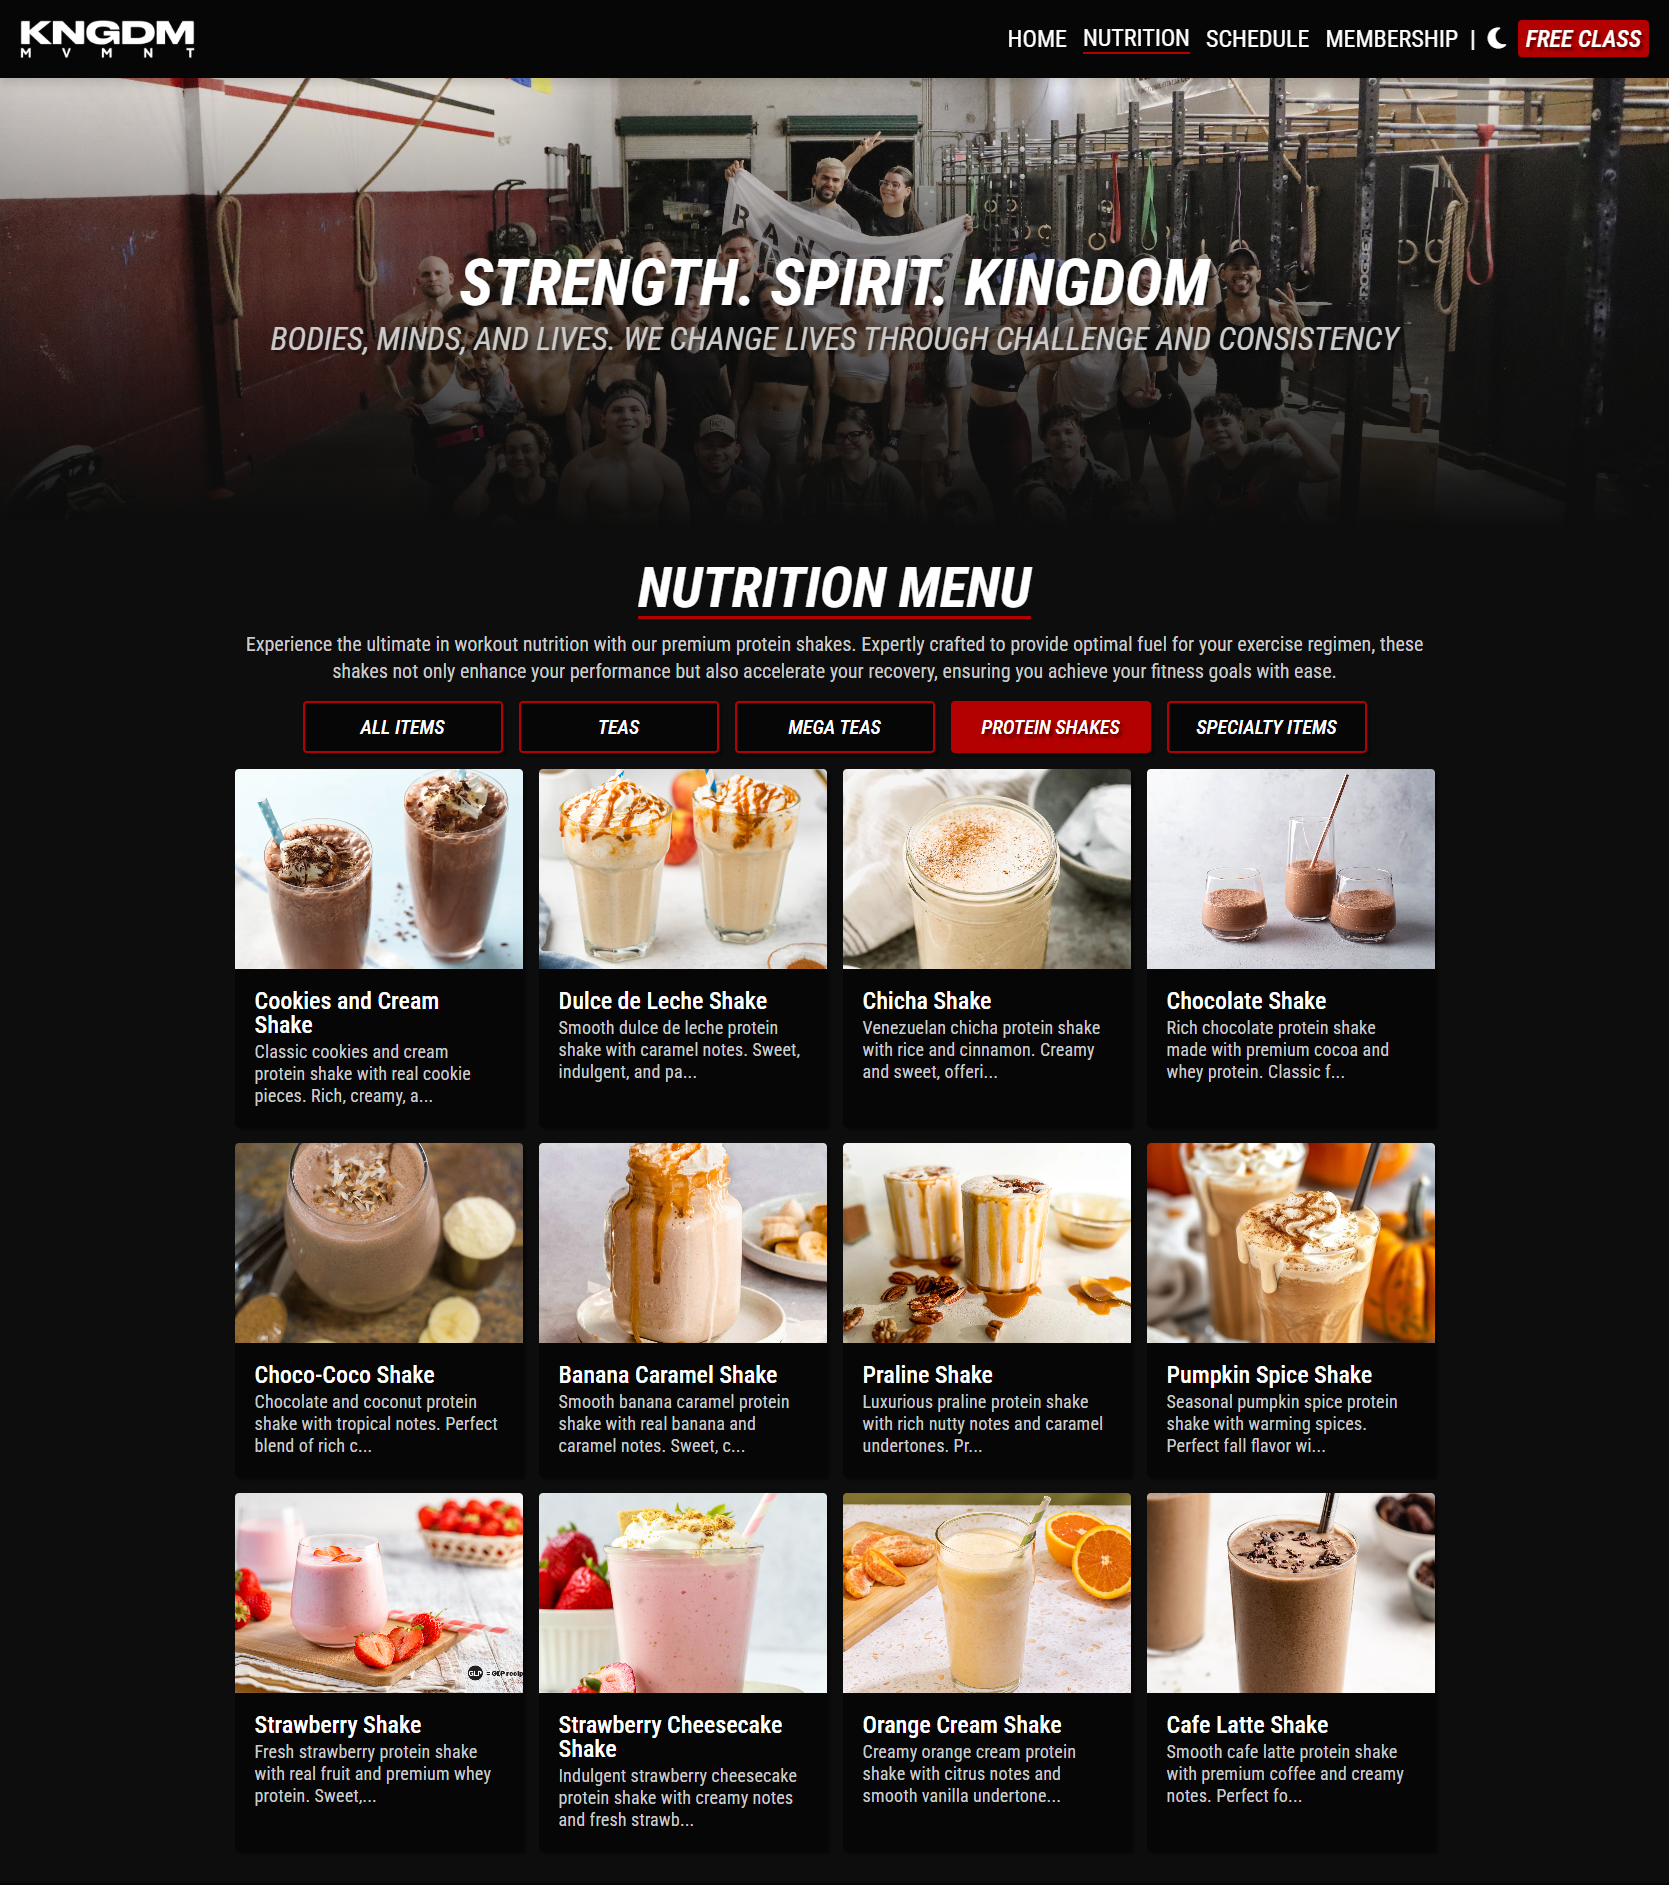 KNGDM
MVMNT
HOME NUTRITION SCHEDULE MEMBERSHIP | FREE CLASS
STRENGTH. SPIRIT. KINGDOM
BODIES, MINDS, AND LIVES. WE CHANGE LIVES THROUGH CHALLENGE AND CONSISTENCY
NUTRITION MENU
Experience the ultimate in workout nutrition with our premium protein shakes. Expertly crafted to provide optimal fuel for your exercise regimen, these
shakes not only enhance your performance but also accelerate your recovery, ensuring you achieve your fitness goals with ease.
ALL ITEMS TEAS MEGA TEAS PROTEIN SHAKES SPECIALTY ITEMS
Cookies and Cream
Shake
Classic cookies and cream
protein shake with real cookie
pieces. Rich, creamy, a...
Dulce de Leche Shake
Smooth dulce de leche protein
shake with caramel notes. Sweet,
indulgent, and pa...
Chicha Shake
Venezuelan chicha protein shake
with rice and cinnamon. Creamy
and sweet, offeri...
Chocolate Shake
Rich chocolate protein shake
made with premium cocoa and
whey protein. Classic f...
Choco-Coco Shake
Chocolate and coconut protein
shake with tropical notes. Perfect
blend of rich c...
Banana Caramel Shake
Smooth banana caramel protein
shake with real banana and
caramel notes. Sweet, c...
Praline Shake
Luxurious praline protein shake
with rich nutty notes and caramel
undertones. Pr...
Pumpkin Spice Shake
Seasonal pumpkin spice protein
shake with warming spices.
Perfect fall flavor wi...
GLP = GLP recip
Strawberry Shake
Fresh strawberry protein shake
with real fruit and premium whey
protein. Sweet,...
Strawberry Cheesecake
Shake
Indulgent strawberry cheesecake
protein shake with creamy notes
and fresh strawb...
Orange Cream Shake
Creamy orange cream protein
shake with citrus notes and
smooth vanilla undertone...
Cafe Latte Shake
Smooth cafe latte protein shake
with premium coffee and creamy
notes. Perfect fo...